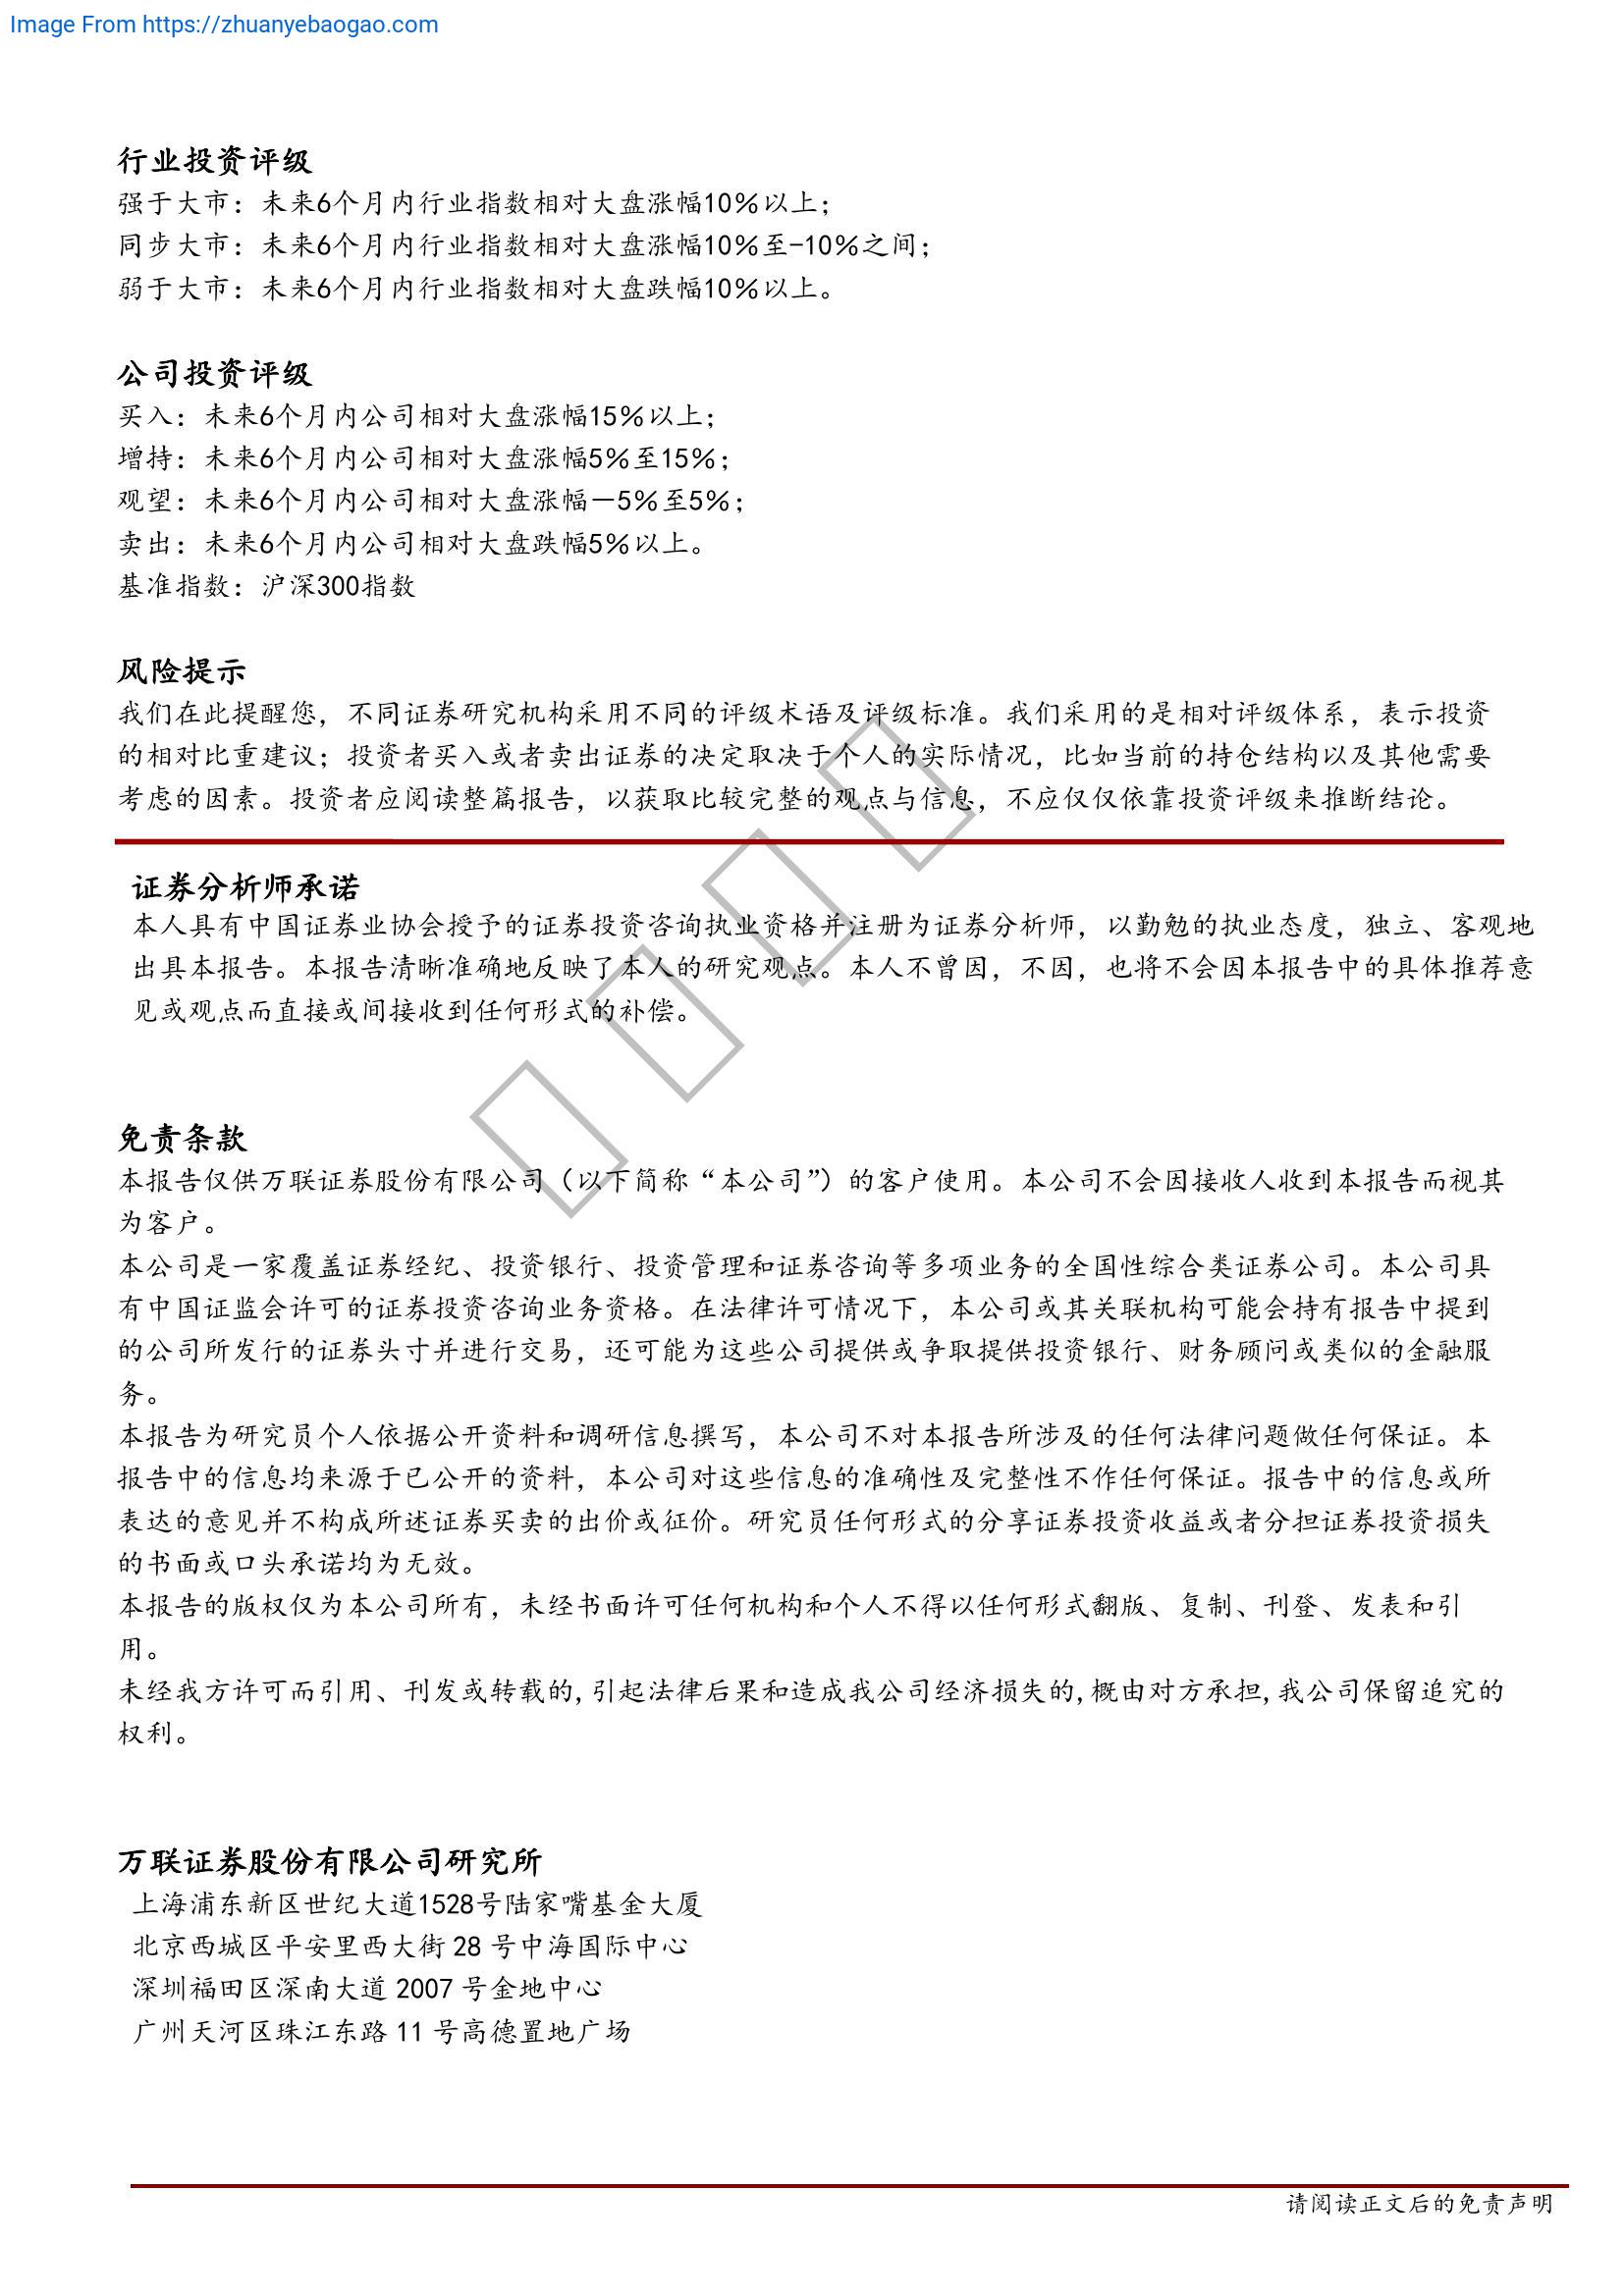 Image From https://zhuanyebaogao.com
行业投资评级
强于大市：未来6个月内行业指数相对大盘涨幅10％以上；
同步大市：未来6个月内行业指数相对大盘涨幅10％至-10％之间；
弱于大市：未来6个月内行业指数相对大盘跌幅10％以上。
公司投资评级
买入：未来6个月内公司相对大盘涨幅15％以上；
增持：未来6个月内公司相对大盘涨幅5％至15％；
观望：未来6个月内公司相对大盘涨幅－5％至5％；
卖出：未来6个月内公司相对大盘跌幅5％以上。
基准指数：沪深300指数
风险提示
我们在此提醒您，不同证券研究机构采用不同的评级术语及评级标准。我们采用的是相对评级体系，表示投资
的相对比重建议；投资者买入或者卖出证券的决定取决于个人的实际情况，比如当前的持仓结构以及其他需要
考虑的因素。投资者应阅读整篇报告，以获取比较完整的观点与信息，不应仅仅依靠投资评级来推断结论。
证券分析师承诺
本人具有中国证券业协会授予的证券投资咨询执业资格并注册为证券分析师，以勤勉的执业态度，独立、客观地
出具本报告。本报告清晰准确地反映了本人的研究观点。本人不曾因，不因，也将不会因本报告中的具体推荐意
见或观点而直接或间接收到任何形式的补偿。
免责条款
本报告仅供万联证券股份有限公司（以下简称“本公司”）的客户使用。本公司不会因接收人收到本报告而视其
为客户。
本公司是一家覆盖证券经纪、投资银行、投资管理和证券咨询等多项业务的全国性综合类证券公司。本公司具
有中国证监会许可的证券投资咨询业务资格。在法律许可情况下，本公司或其关联机构可能会持有报告中提到
的公司所发行的证券头寸并进行交易，还可能为这些公司提供或争取提供投资银行、财务顾问或类似的金融服
务。
本报告为研究员个人依据公开资料和调研信息撰写，本公司不对本报告所涉及的任何法律问题做任何保证。本
报告中的信息均来源于已公开的资料，本公司对这些信息的准确性及完整性不作任何保证。报告中的信息或所
表达的意见并不构成所述证券买卖的出价或征价。研究员任何形式的分享证券投资收益或者分担证券投资损失
的书面或口头承诺均为无效。
本报告的版权仅为本公司所有，未经书面许可任何机构和个人不得以任何形式翻版、复制、刊登、发表和引
用。
未经我方许可而引用、刊发或转载的,引起法律后果和造成我公司经济损失的,概由对方承担,我公司保留追究的
权利。
万联证券股份有限公司研究所
上海浦东新区世纪大道1528号陆家嘴基金大厦
北京西城区平安里西大街 28 号中海国际中心
深圳福田区深南大道 2007 号金地中心
广州天河区珠江东路 11 号高德置地广场
请阅读正文后的免责声明